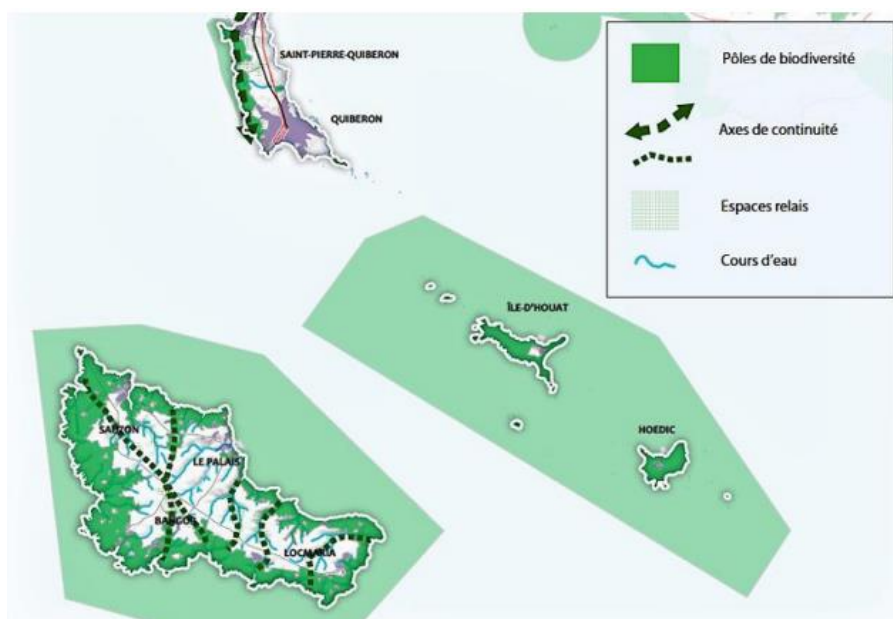 SAINT-PIERRE-QUIBERON
QUIBERON
Pôles de biodiversité
Axes de continuité
Espaces relais
Cours d'eau
ÎLE-D'HOUAT
HOEDIC
SAUZON
LE PALAIS
BANGOR
LOCMARIA